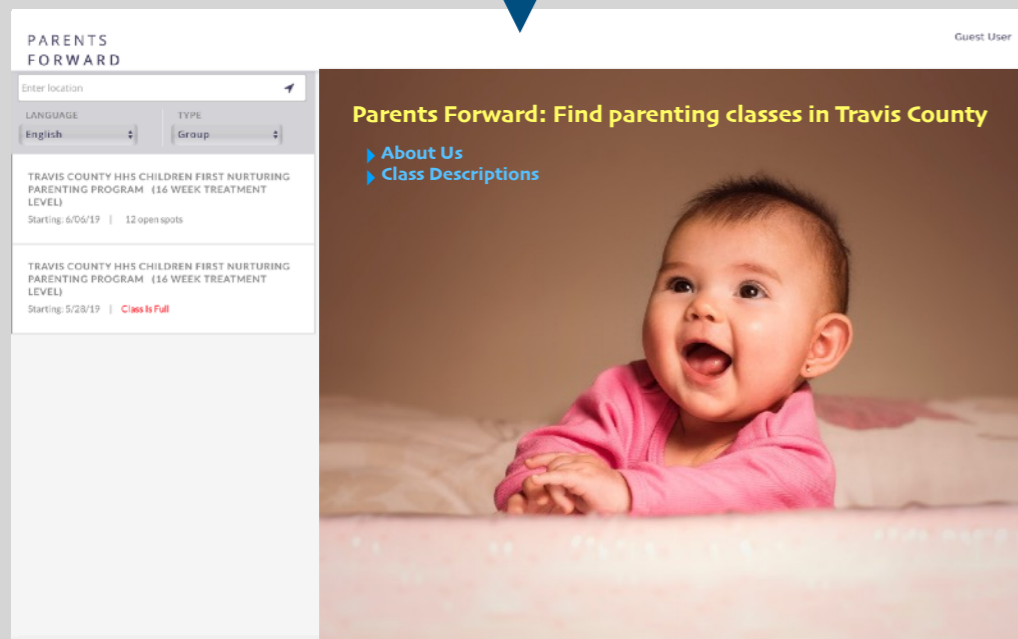 PARENTS
FORWARD
Guest User
Enter location
LANGUAGE
TYPE
English
Group
TRAVIS COUNTY HHS CHILDREN FIRST NURTURING
PARENTING PROGRAM (16 WEEK TREATMENT
LEVEL)
Starting: 6/06/19 | 12 open spots
TRAVIS COUNTY HHS CHILDREN FIRST NURTURING
PARENTING PROGRAM (16 WEEK TREATMENT
LEVEL)
Starting: 5/28/19 | Class Is Full
Parents Forward: Find parenting classes in Travis County
About Us
Class Descriptions